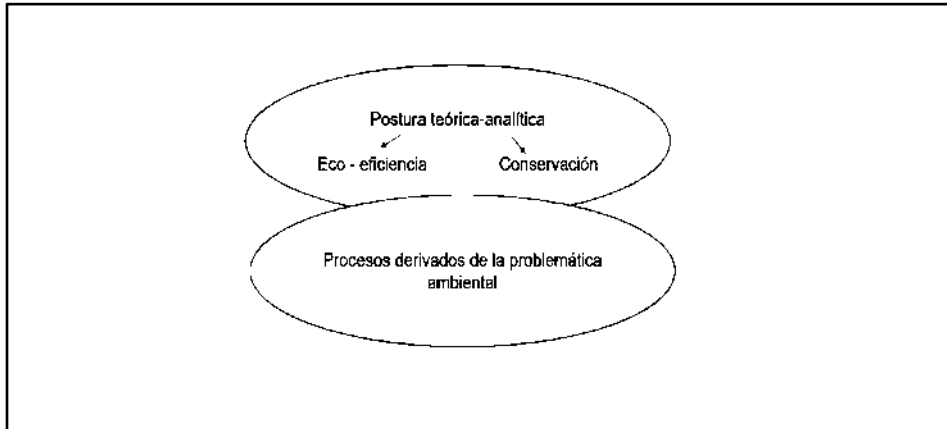 Postura teórica-analítica
Eco - eficiencia Conservación
Procesos derivados de la problemática
ambiental